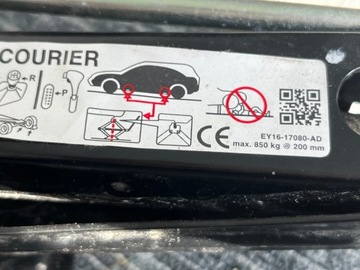 COURIER
R
P
CE
EY16-17080-AD
max. 850 kg @ 200 mm